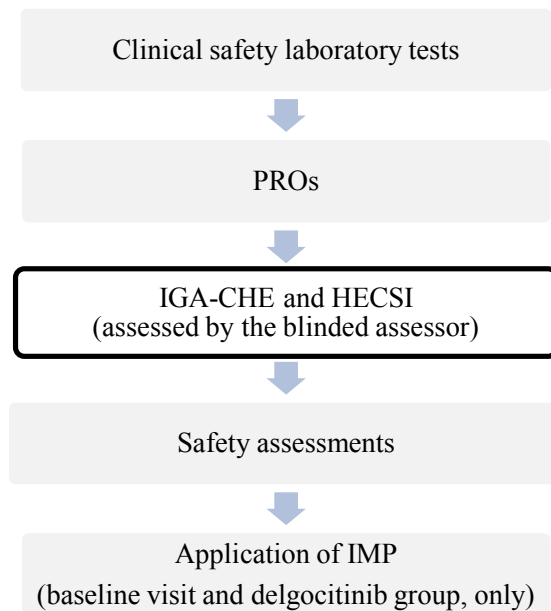 Clinical safety laboratory tests
PROs
IGA-CHE and HECSI
(assessed by the blinded assessor)
Safety assessments
Application of IMP
(baseline visit and delgocitinib group, only)